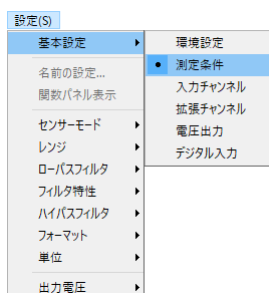 設定(S)
基本設定
名前の設定...
関数パネル表示
センサーモード
レンジ
ローパスフィルタ
フィルタ特性
ハイパスフィルタ
フォーマット
単位
出力電圧
環境設定
測定条件
入力チャンネル
拡張チャンネル
電圧出力
デジタル入力